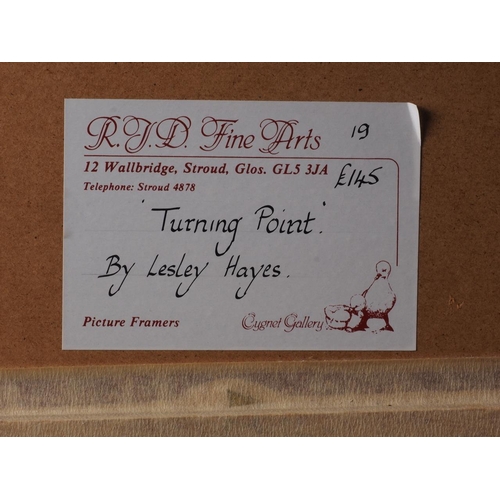 R.J.D. Fine Arts 19
12 Wallbridge, Stroud, Glos. GL5 3JA £145
Telephone: Stroud 4878
'Turning Point'.
By Lesley Hayes.
Picture Framers Cygnet Gallery